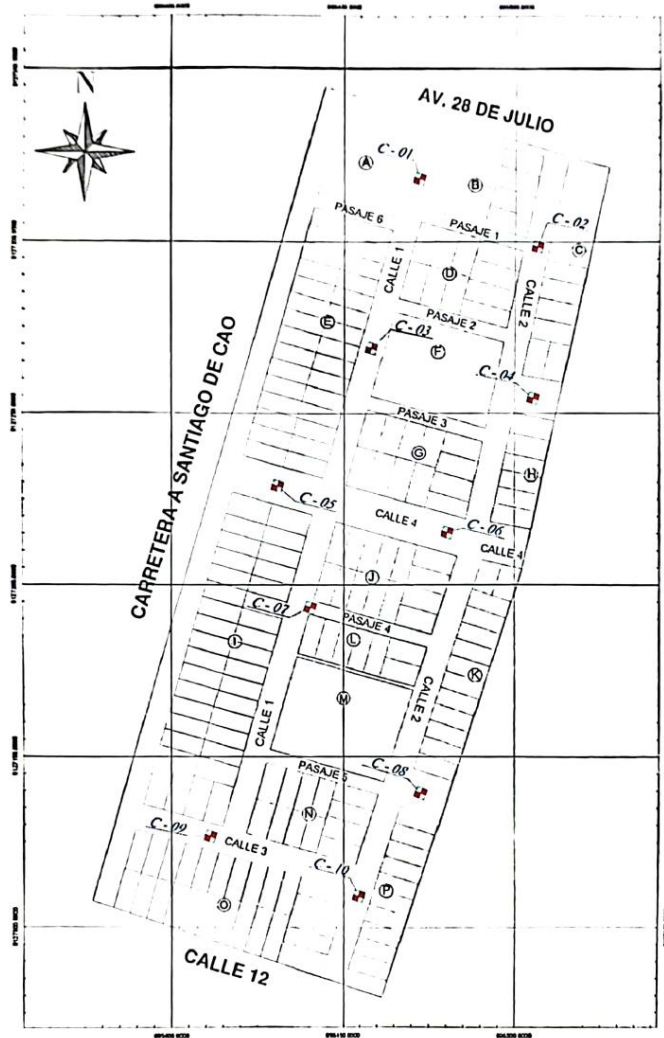 N
AV. 28 DE JULIO
C-01
A
B
C-02
C
PASAJE 6
PASAJE 1
CALLE 1
D
CALLE 2
PASAJE 2
E
C-03
F
C-04
PASAJE 3
CARRETERA A SANTIAGO DE CAO
G
H
C-05
CALLE 4
C-06
CALLE 4
J
C-07
PASAJE 4
I
L
K
M
CALLE 2
CALLE 1
PASAJE 5
C-08
N
C-09
CALLE 3
C-10
P
O
CALLE 12